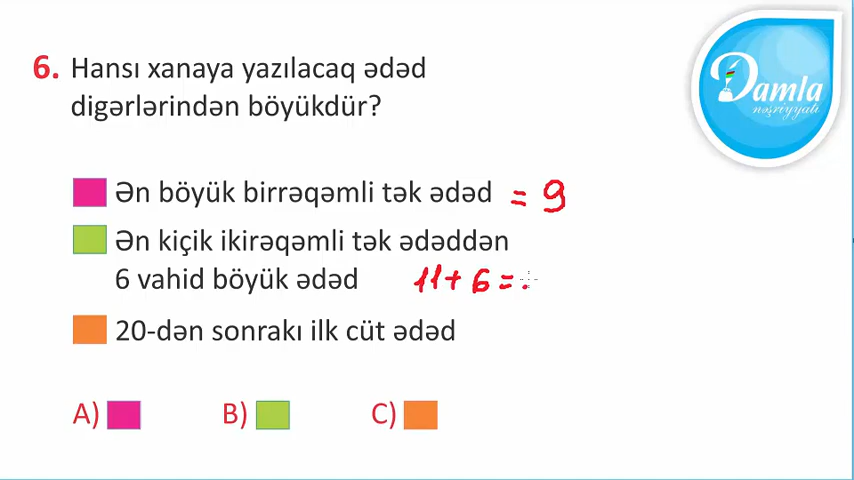 6. Hansı xanaya yazılacaq ədəd
digərlərindən böyükdür?
Damla
nəşriyyatı
Ən böyük birrəqəmli tək ədəd = 9
Ən kiçik ikirəqəmli tək ədəddən
6 vahid böyük ədəd 11+6=
20-dən sonrakı ilk cüt ədəd
A) B) C)